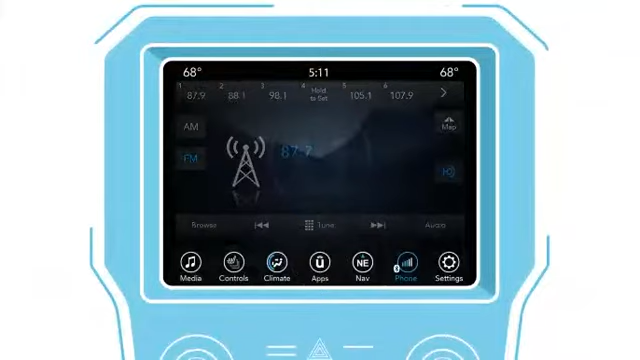 68° 5:11 68°
1 87.9 2 88.1 3 98.1 4 Hold to Set 5 105.1 6 107.9
AM
Map
FM
87.7
Browse Tune Audio
NE
Media Controls Climate Apps Nav Phone Settings